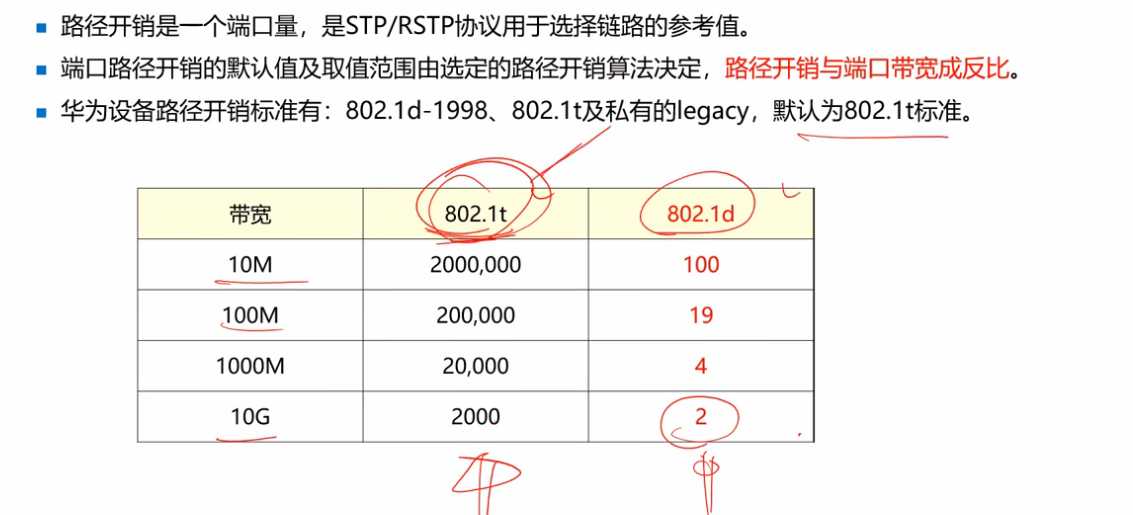 路径开销是一个端口量，是STP/RSTP协议用于选择链路的参考值。
端口路径开销的默认值及取值范围由选定的路径开销算法决定，路径开销与端口带宽成反比。
华为设备路径开销标准有：802.1d-1998、802.1t及私有的legacy，默认为802.1t标准。
带宽 802.1t 802.1d
10M 2000,000 100
100M 200,000 19
1000M 20,000 4
10G 2000 2